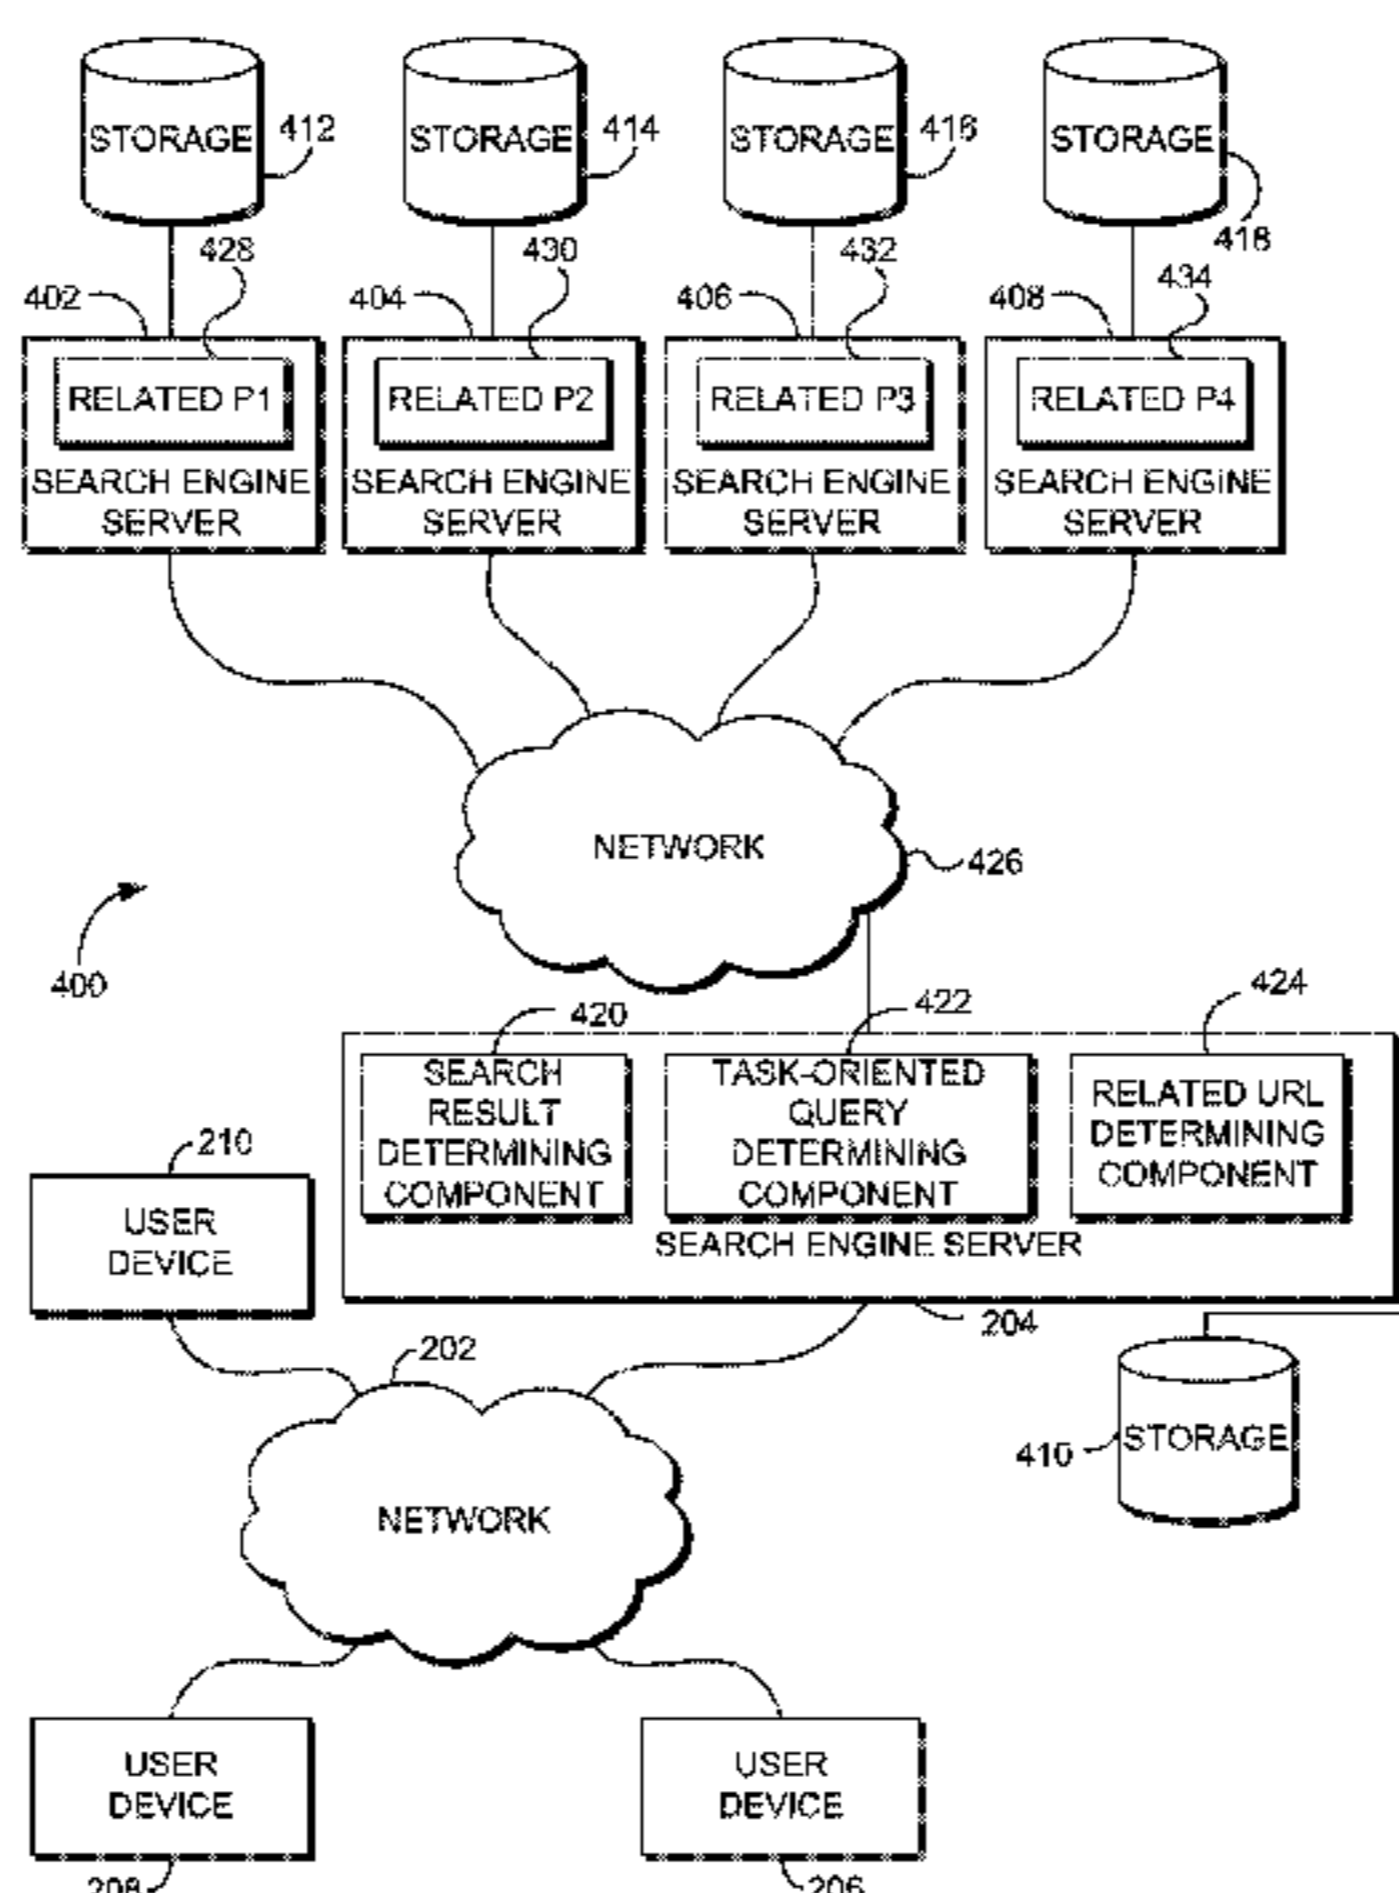 STORAGE
412
STORAGE
414
STORAGE
416
STORAGE
418
428
430
432
434
402
404
406
408
RELATED P1
RELATED P2
RELATED P3
RELATED P4
SEARCH ENGINE
SERVER
SEARCH ENGINE
SERVER
SEARCH ENGINE
SERVER
SEARCH ENGINE
SERVER
NETWORK
426
400
420
422
424
SEARCH
RESULT
DETERMINING
COMPONENT
TASK-ORIENTED
QUERY
DETERMINING
COMPONENT
RELATED URL
DETERMINING
COMPONENT
SEARCH ENGINE SERVER
204
210
USER
DEVICE
202
NETWORK
410
STORAGE
USER
DEVICE
208
USER
DEVICE
206